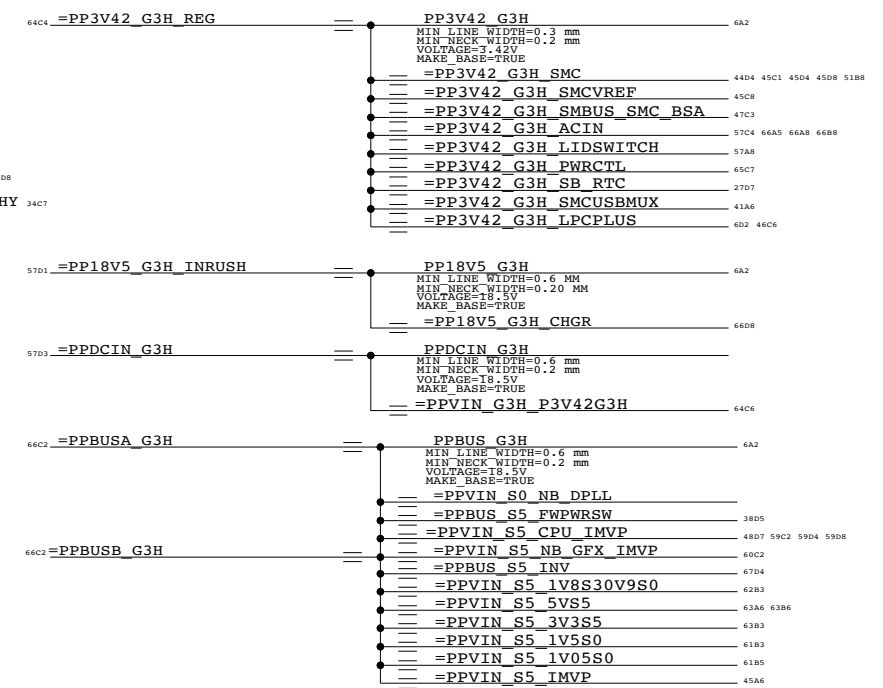 64C4 =PP3V42_G3H_REG PP3V42_G3H 6A2
MIN_LINE_WIDTH=0.3 mm
MIN_NECK_WIDTH=0.2 mm
VOLTAGE=3.42V
MAKE_BASE=TRUE
=PP3V42_G3H_SMC 44D4 45C1 45D4 45D8 51B8
=PP3V42_G3H_SMCVREF 45C8
=PP3V42_G3H_SMBUS_SMC_BSA 47C3
=PP3V42_G3H_ACIN 57C4 66A5 66A8 66B8
=PP3V42_G3H_LIDSWITCH 57A8
=PP3V42_G3H_PWRCTL 65C7
D8 =PP3V42_G3H_SB_RTC 27D7
HY 34C7 =PP3V42_G3H_SMCUSBMUX 41A6
=PP3V42_G3H_LPCPLUS 6D2 46C6
57D1 =PP18V5_G3H_INRUSH PP18V5_G3H 6A2
MIN_LINE_WIDTH=0.6 MM
MIN_NECK_WIDTH=0.20 MM
VOLTAGE=18.5V
MAKE_BASE=TRUE
=PP18V5_G3H_CHGR 66D8
57D3 =PPDCIN_G3H PPDCIN_G3H
MIN_LINE_WIDTH=0.6 mm
MIN_NECK_WIDTH=0.2 mm
VOLTAGE=18.5V
MAKE_BASE=TRUE
=PPVIN_G3H_P3V42G3H 64C6
66C2 =PPBUSA_G3H PPBUS_G3H 6A2
MIN_LINE_WIDTH=0.6 mm
MIN_NECK_WIDTH=0.2 mm
VOLTAGE=18.5V
MAKE_BASE=TRUE
=PPVIN_S0_NB_DPLL
=PPBUS_S5_FWPWRSW 38D5
=PPVIN_S5_CPU_IMVP 48D7 59C2 59D4 59D8
66C2 =PPBUSB_G3H =PPVIN_S5_NB_GFX_IMVP 60C2
=PPBUS_S5_INV 67D4
=PPVIN_S5_1V8S30V9S0 62B3
=PPVIN_S5_5VS5 63A6 63B6
=PPVIN_S5_3V3S5 63B3
=PPVIN_S5_1V5S0 61B3
=PPVIN_S5_1V05S0 61B5
=PPVIN_S5_IMVP 45A6